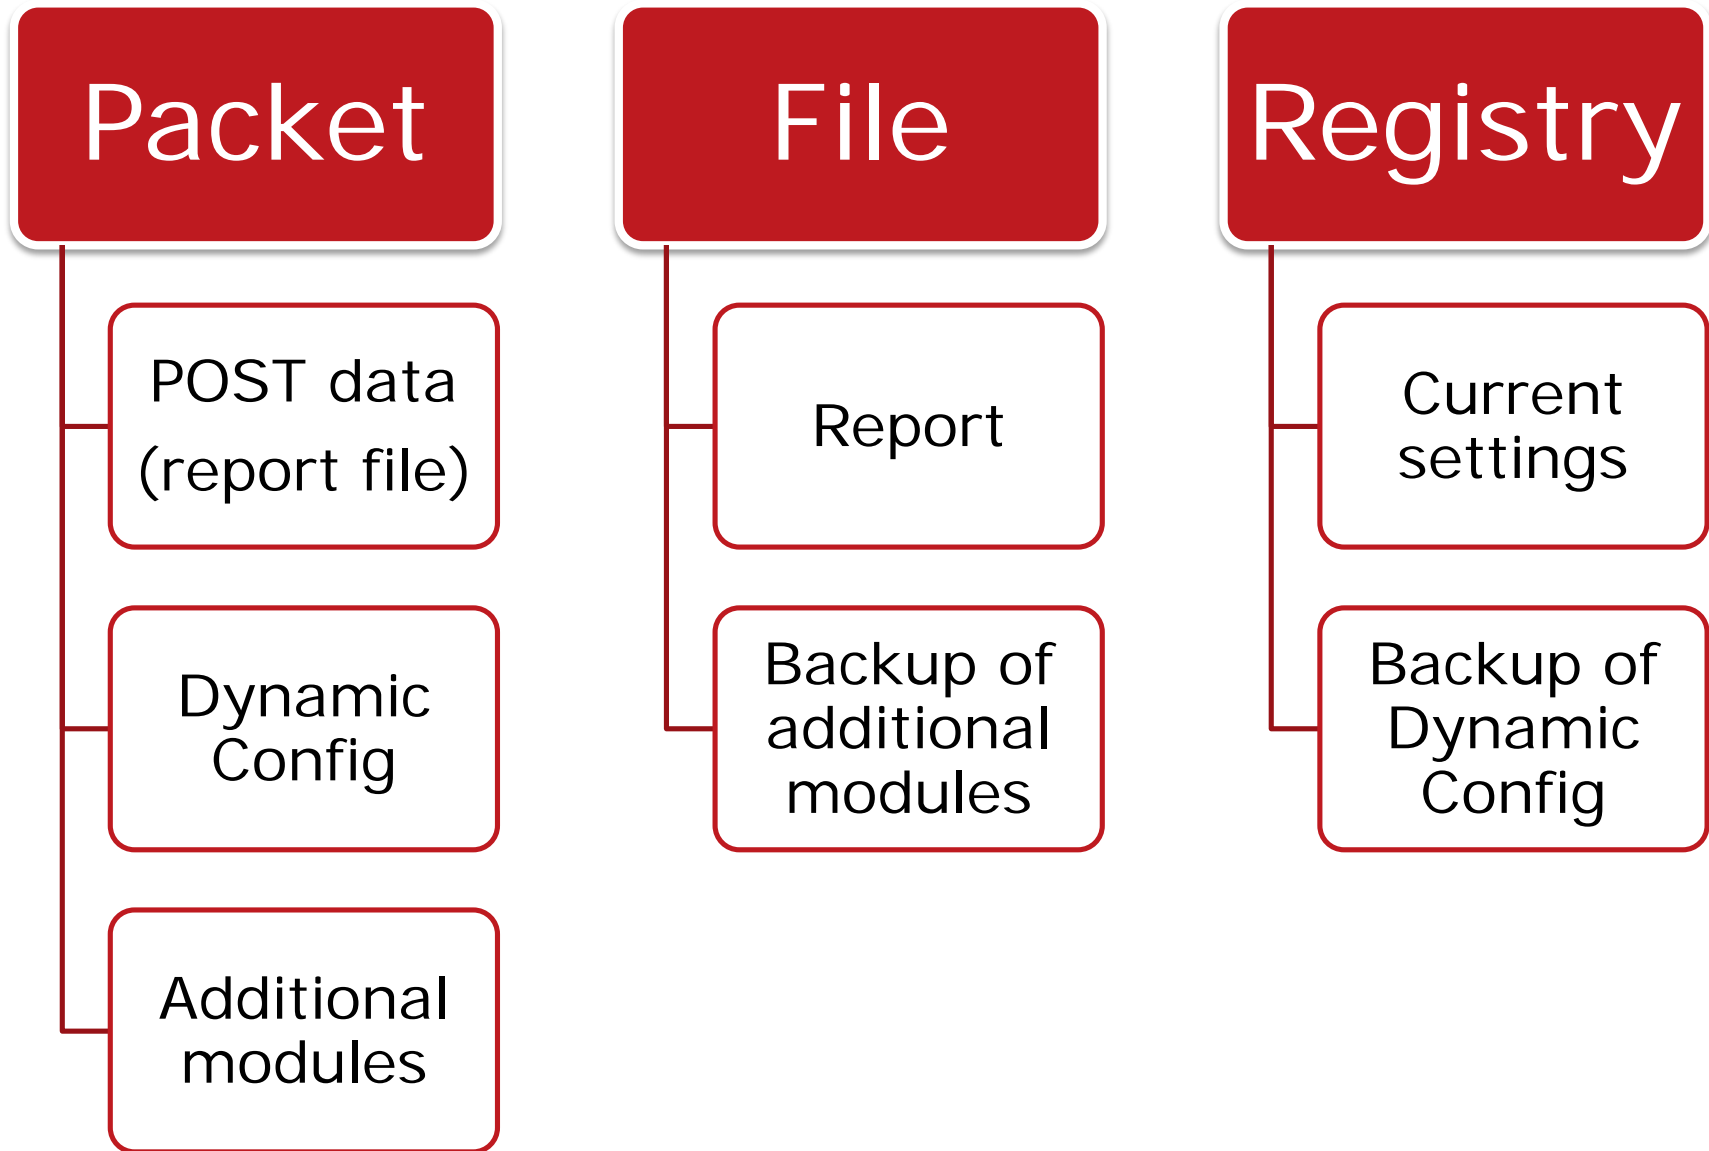 Packet
POST data
(report file)
Dynamic
Config
Additional
modules
File
Report
Backup of
additional
modules
Registry
Current
settings
Backup of
Dynamic
Config